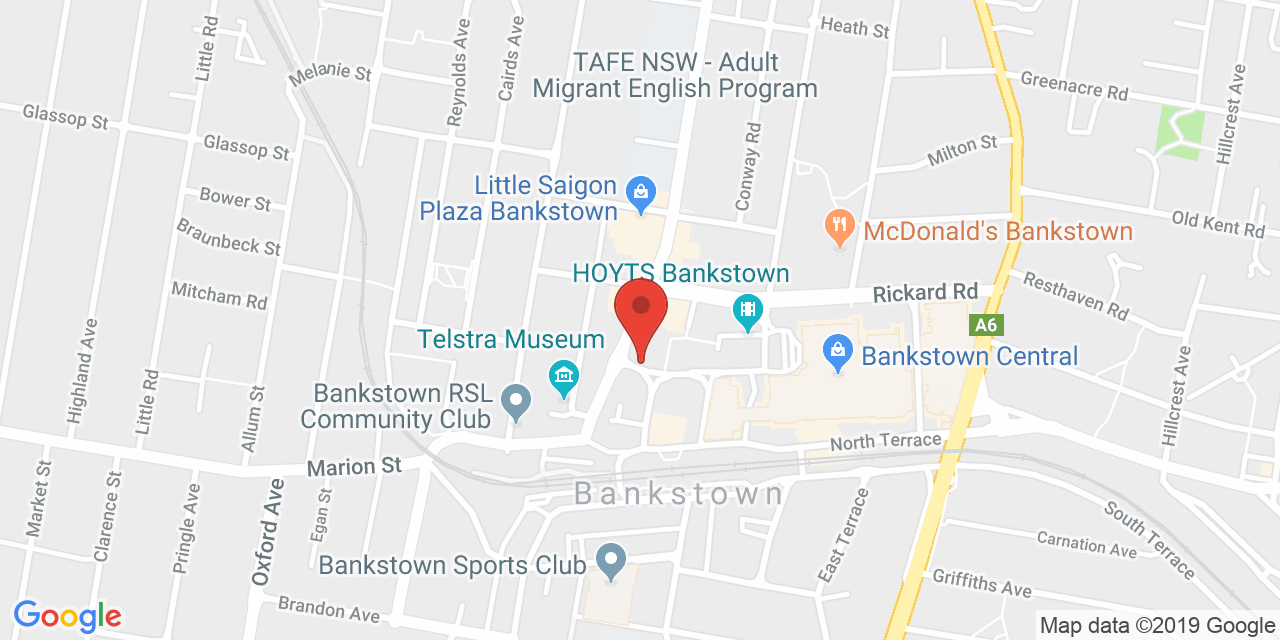 Little Rd
Melanie St
Reynolds Ave
Cairds Ave
TAFE NSW - Adult
Migrant English Program
Heath St
Greenacre Rd
Hillcrest Ave
Glassop St
Glassop St
Conway Rd
Milton St
Bower St
Little Saigon
Plaza Bankstown
Braunbeck St
McDonald's Bankstown
Old Kent Rd
Mitcham Rd
HOYTS Bankstown
Rickard Rd
Resthaven Rd
A6
Telstra Museum
Bankstown Central
Highland Ave
Little Rd
Allum St
Bankstown RSL
Community Club
Hillcrest Ave
North Terrace
Marion St
Market St
Clarence St
Pringle Ave
Oxford Ave
Egan St
Bankstown
East Terrace
South Terrace
Carnation Ave
Bankstown Sports Club
Griffiths Ave
Brandon Ave
Google
Map data ©2019 Google